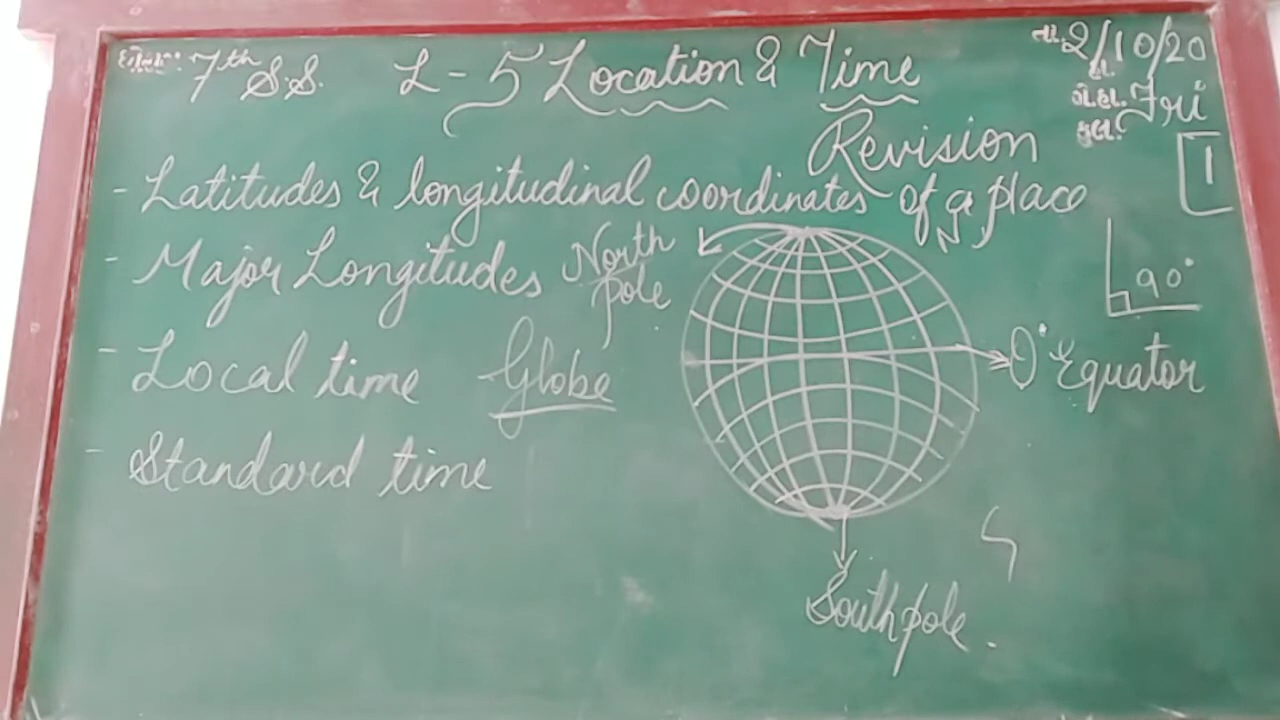 7th S.S. L-5 Location & Time
તા. 2/10/20
Fri
Revision
1
- Latitudes & longitudinal coordinates of a place
- Major Longitudes
North pole
N
90°
- Local time
- Globe
0° Equator
- Standard time
S
South pole.